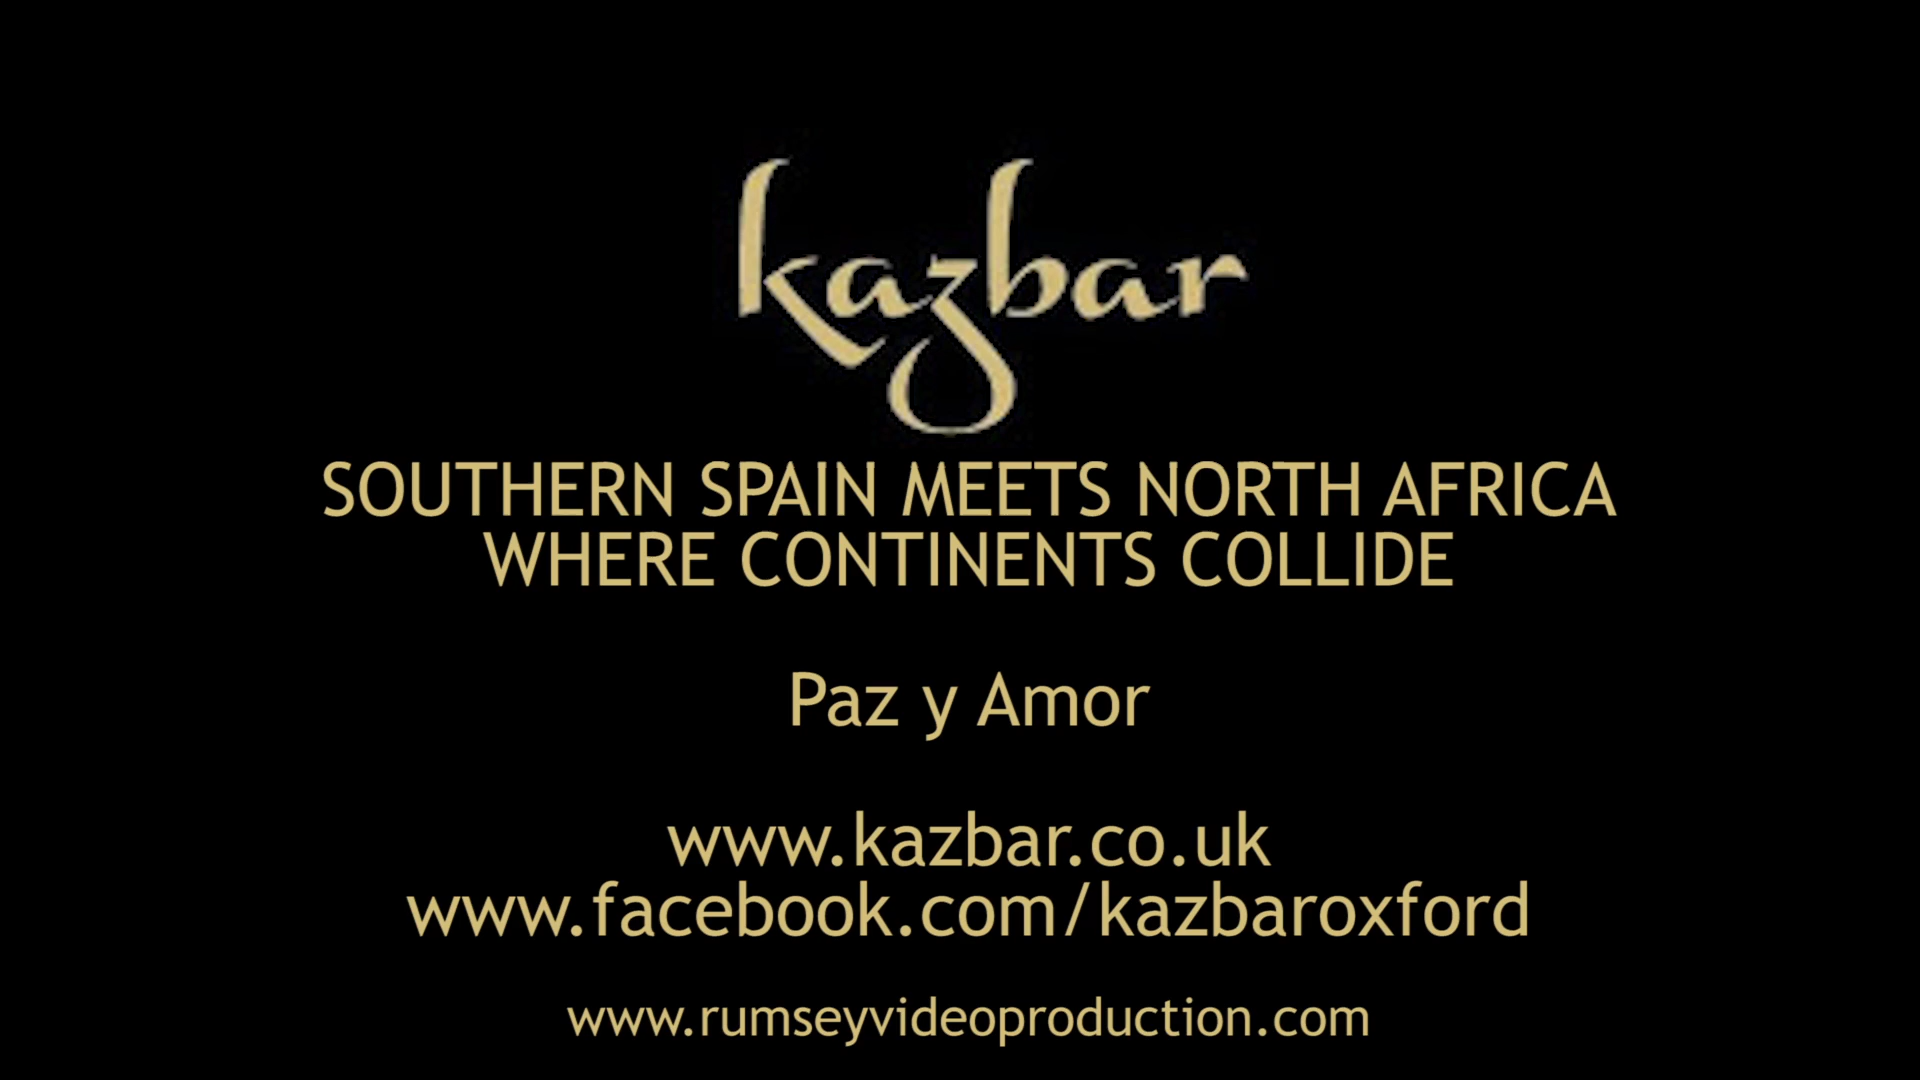 kazbar
SOUTHERN SPAIN MEETS NORTH AFRICA
WHERE CONTINENTS COLLIDE
Paz y Amor
www.kazbar.co.uk
www.facebook.com/kazbaroxford
www.rumseyvideoproduction.com